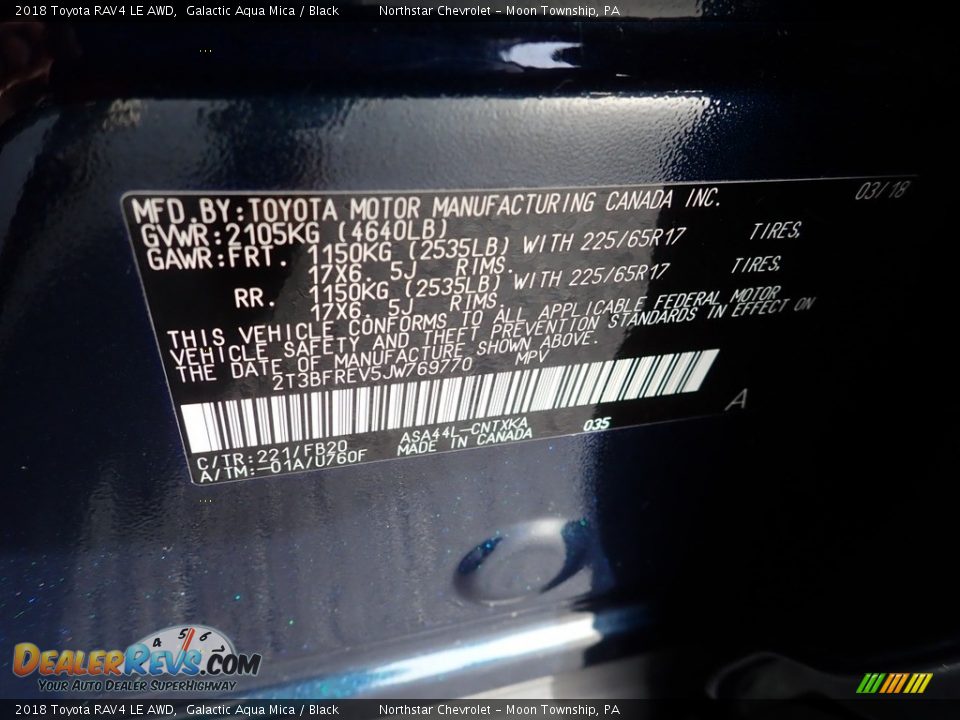 2018 Toyota RAV4 LE AWD, Galactic Aqua Mica / Black Northstar Chevrolet - Moon Township, PA
03/18
MFD.BY:TOYOTA MOTOR MANUFACTURING CANADA INC.
GVWR:2105KG (4640LB)
GAWR:FRT. 1150KG (2535LB) WITH 225/65R17 TIRES,
17X6. 5J RIMS.
RR. 1150KG (2535LB) WITH 225/65R17 TIRES,
17X6. 5J RIMS.
THIS VEHICLE CONFORMS TO ALL APPLICABLE FEDERAL MOTOR
VEHICLE SAFETY AND THEFT PREVENTION STANDARDS IN EFFECT ON
THE DATE OF MANUFACTURE SHOWN ABOVE.
2T3BFREV5JW769770 MPV
A
C/TR:221/FB20 ASA44L-CNTXKA 035
A/TM:-01A/U760F MADE IN CANADA
4 5 6
DEALERREVS.COM
YOUR AUTO DEALER SUPERHIGHWAY
2018 Toyota RAV4 LE AWD, Galactic Aqua Mica / Black Northstar Chevrolet - Moon Township, PA